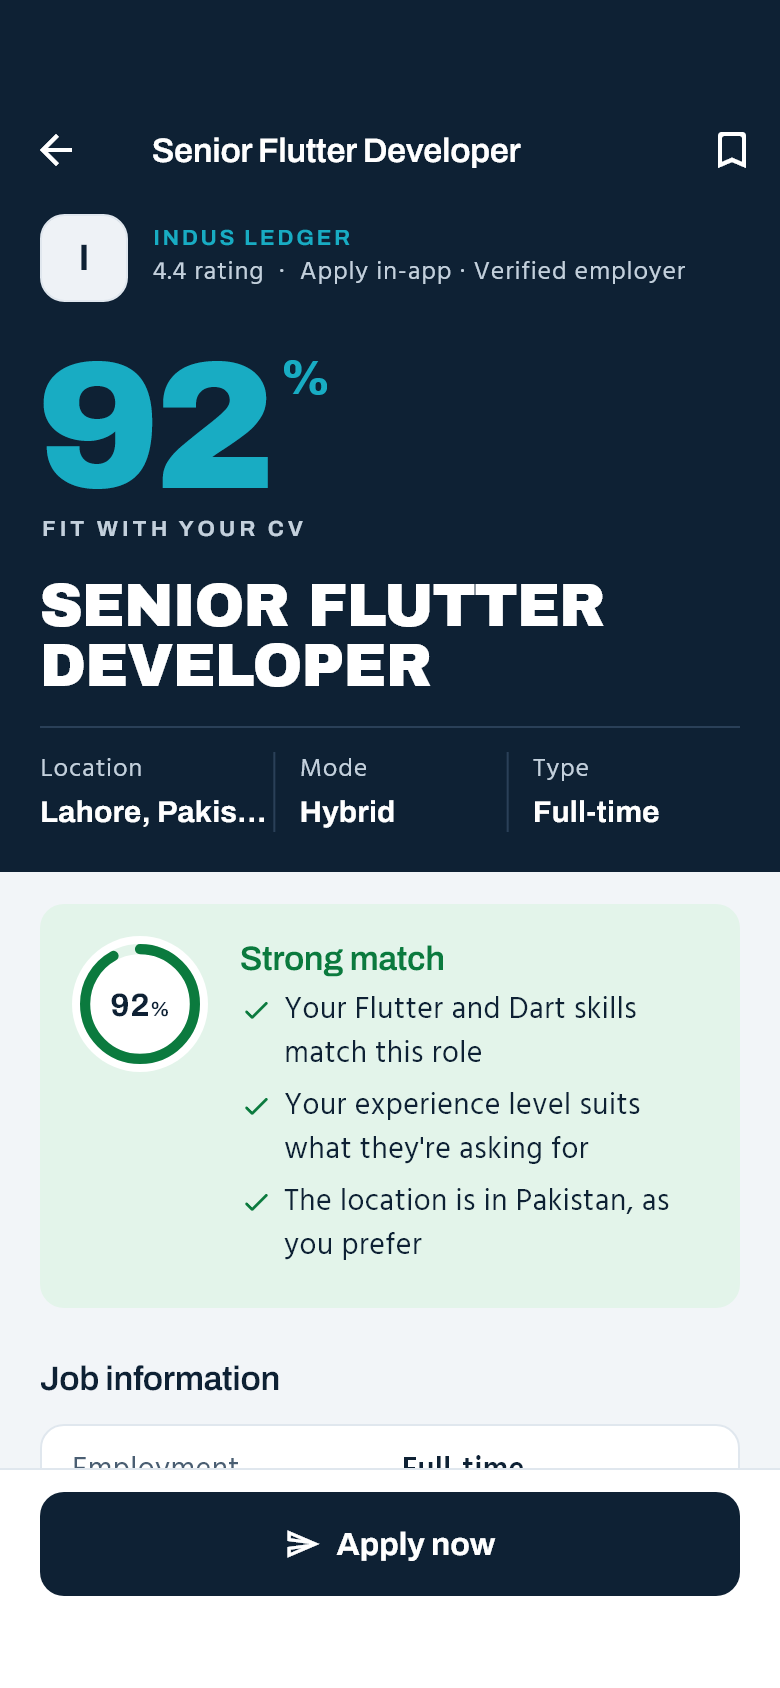 Senior Flutter Developer
I
INDUS LEDGER
4.4 rating · Apply in-app · Verified employer
92%
FIT WITH YOUR CV
SENIOR FLUTTER
DEVELOPER
Location
Mode
Type
Lahore, Pakis...
Hybrid
Full-time
92%
Strong match
Your Flutter and Dart skills
match this role
Your experience level suits
what they're asking for
The location is in Pakistan, as
you prefer
Job information
Employment
Full-time
Apply now